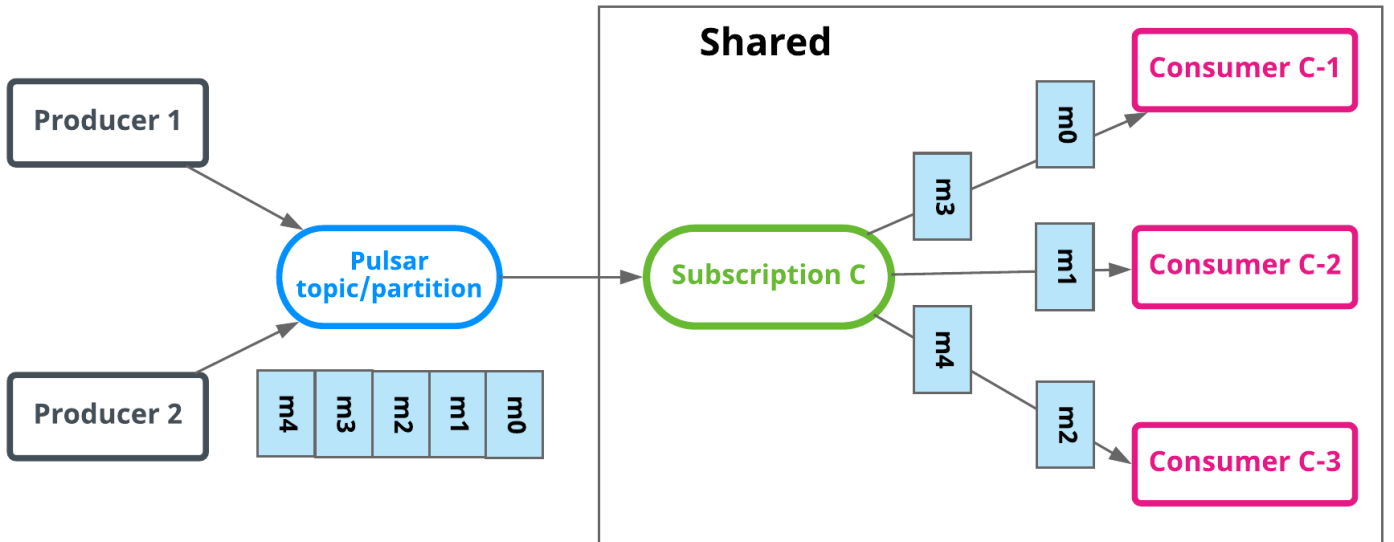 Shared
Producer 1
Producer 2
Pulsar
topic/partition
m4
m3
m2
m1
m0
Subscription C
m3
m0
m1
m4
m2
Consumer C-1
Consumer C-2
Consumer C-3